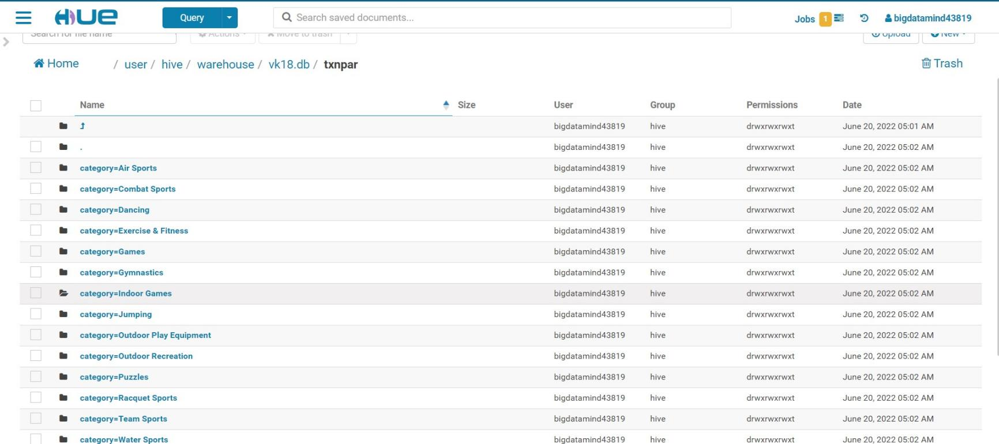 HUE Query Search saved documents... Jobs 1 bigdatamind43819
Search for file name Actions Move to trash Upload New
Home / user / hive / warehouse / vk18.db / txnpar Trash
Name Size User Group Permissions Date
bigdatamind43819 hive drwxrwxrwxt June 20, 2022 05:01 AM
. bigdatamind43819 hive drwxrwxrwxt June 20, 2022 05:02 AM
category=Air Sports bigdatamind43819 hive drwxrwxrwxt June 20, 2022 05:02 AM
category=Combat Sports bigdatamind43819 hive drwxrwxrwxt June 20, 2022 05:02 AM
category=Dancing bigdatamind43819 hive drwxrwxrwxt June 20, 2022 05:02 AM
category=Exercise & Fitness bigdatamind43819 hive drwxrwxrwxt June 20, 2022 05:02 AM
category=Games bigdatamind43819 hive drwxrwxrwxt June 20, 2022 05:02 AM
category=Gymnastics bigdatamind43819 hive drwxrwxrwxt June 20, 2022 05:02 AM
category=Indoor Games bigdatamind43819 hive drwxrwxrwxt June 20, 2022 05:02 AM
category=Jumping bigdatamind43819 hive drwxrwxrwxt June 20, 2022 05:02 AM
category=Outdoor Play Equipment bigdatamind43819 hive drwxrwxrwxt June 20, 2022 05:02 AM
category=Outdoor Recreation bigdatamind43819 hive drwxrwxrwxt June 20, 2022 05:02 AM
category=Puzzles bigdatamind43819 hive drwxrwxrwxt June 20, 2022 05:02 AM
category=Racquet Sports bigdatamind43819 hive drwxrwxrwxt June 20, 2022 05:02 AM
category=Team Sports bigdatamind43819 hive drwxrwxrwxt June 20, 2022 05:02 AM
category=Water Sports bigdatamind43819 hive drwxrwxrwxt June 20, 2022 05:02 AM